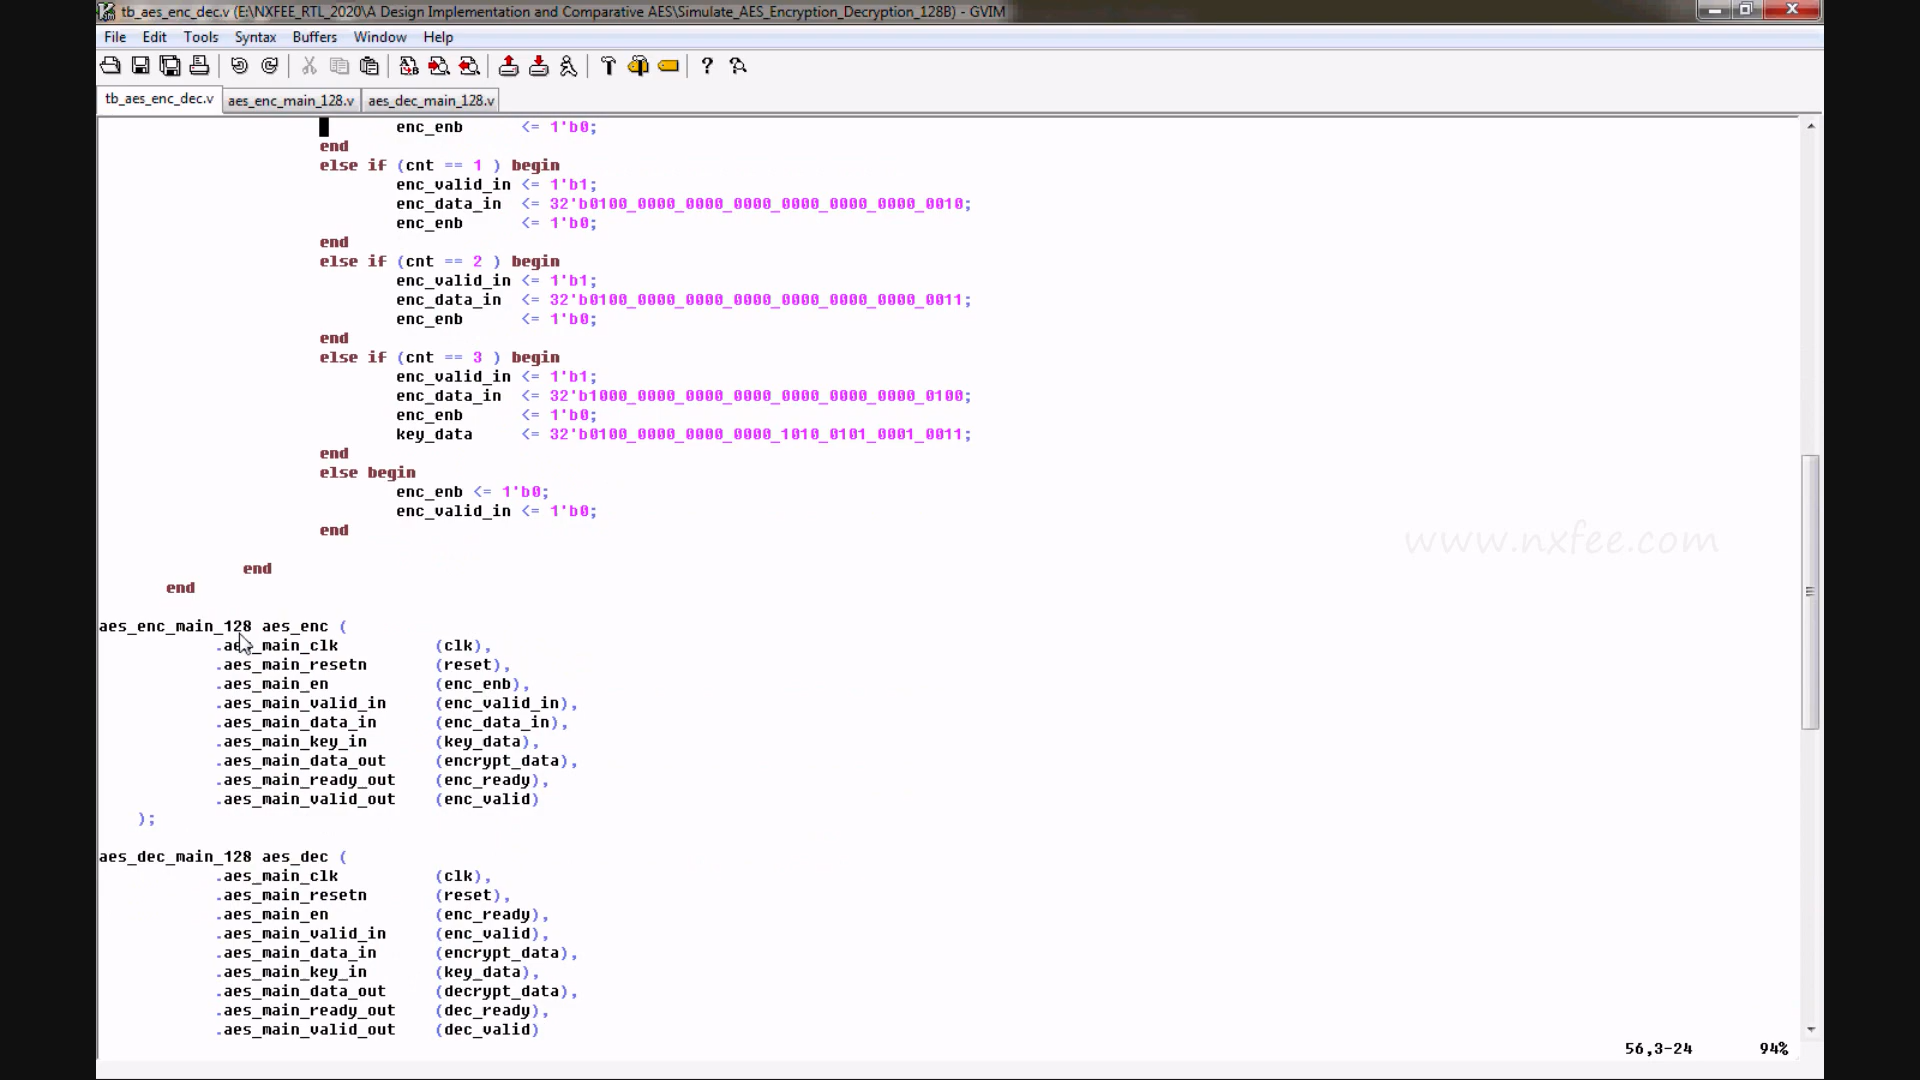 tb_aes_enc_dec.v (E:\NXFEE_RTL_2020\A Design Implementation and Comparative AES\Simulate_AES_Encryption_Decryption_128B) - GVIM
File Edit Tools Syntax Buffers Window Help
tb_aes_enc_dec.v aes_enc_main_128.v aes_dec_main_128.v
enc_enb <= 1'b0;
end
else if (cnt == 1 ) begin
enc_valid_in <= 1'b1;
enc_data_in <= 32'b0100_0000_0000_0000_0000_0000_0000_0010;
enc_enb <= 1'b0;
end
else if (cnt == 2 ) begin
enc_valid_in <= 1'b1;
enc_data_in <= 32'b0100_0000_0000_0000_0000_0000_0000_0011;
enc_enb <= 1'b0;
end
else if (cnt == 3 ) begin
enc_valid_in <= 1'b1;
enc_data_in <= 32'b1000_0000_0000_0000_0000_0000_0000_0100;
enc_enb <= 1'b0;
key_data <= 32'b0100_0000_0000_0000_1010_0101_0001_0011;
end
else begin
enc_enb <= 1'b0;
enc_valid_in <= 1'b0;
end
www.nxfee.com
end
end
aes_enc_main_128 aes_enc (
.aes_main_clk (clk),
.aes_main_resetn (reset),
.aes_main_en (enc_enb),
.aes_main_valid_in (enc_valid_in),
.aes_main_data_in (enc_data_in),
.aes_main_key_in (key_data),
.aes_main_data_out (encrypt_data),
.aes_main_ready_out (enc_ready),
.aes_main_valid_out (enc_valid)
);
aes_dec_main_128 aes_dec (
.aes_main_clk (clk),
.aes_main_resetn (reset),
.aes_main_en (enc_ready),
.aes_main_valid_in (enc_valid),
.aes_main_data_in (encrypt_data),
.aes_main_key_in (key_data),
.aes_main_data_out (decrypt_data),
.aes_main_ready_out (dec_ready),
.aes_main_valid_out (dec_valid)
56,3-24 94%